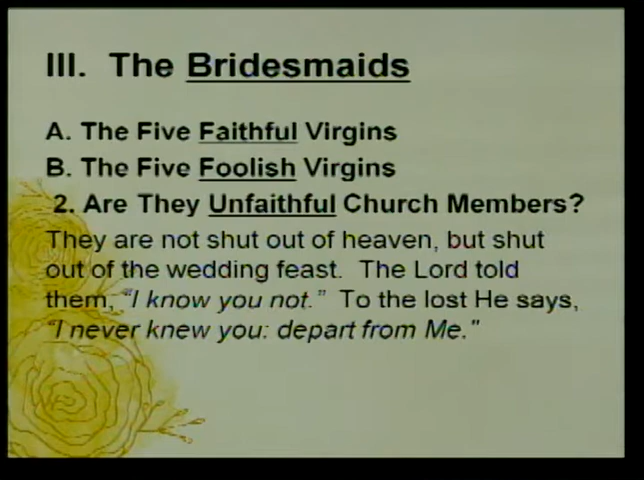 III. The Bridesmaids
A. The Five Faithful Virgins
B. The Five Foolish Virgins
2. Are They Unfaithful Church Members?
They are not shut out of heaven, but shut
out of the wedding feast. The Lord told
them, “I know you not.” To the lost He says,
“I never knew you: depart from Me."